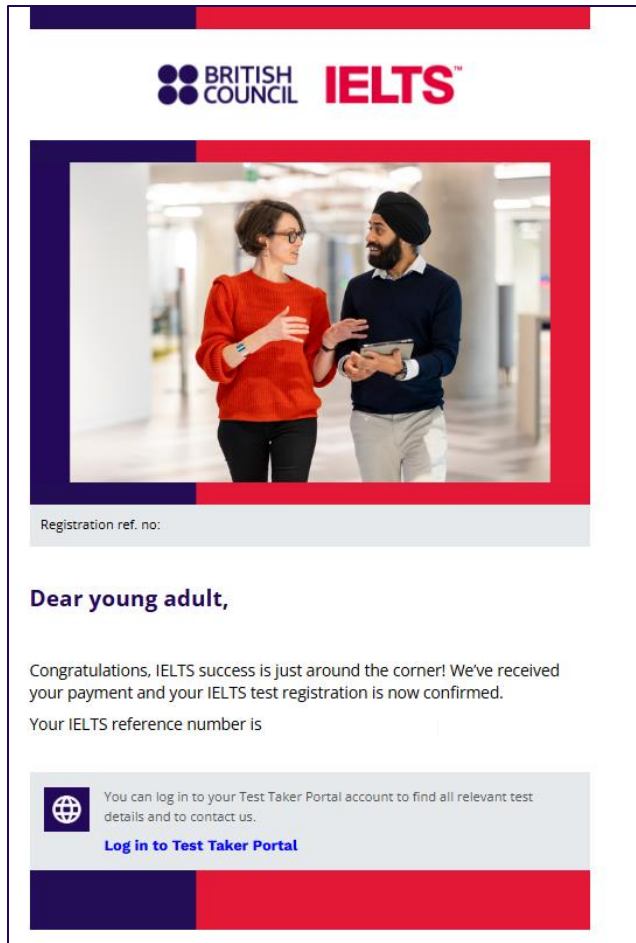 BRITISH
COUNCIL
IELTS™
Registration ref. no:
Dear young adult,
Congratulations, IELTS success is just around the corner! We've received
your payment and your IELTS test registration is now confirmed.
Your IELTS reference number is
You can log in to your Test Taker Portal account to find all relevant test
details and to contact us.
Log in to Test Taker Portal